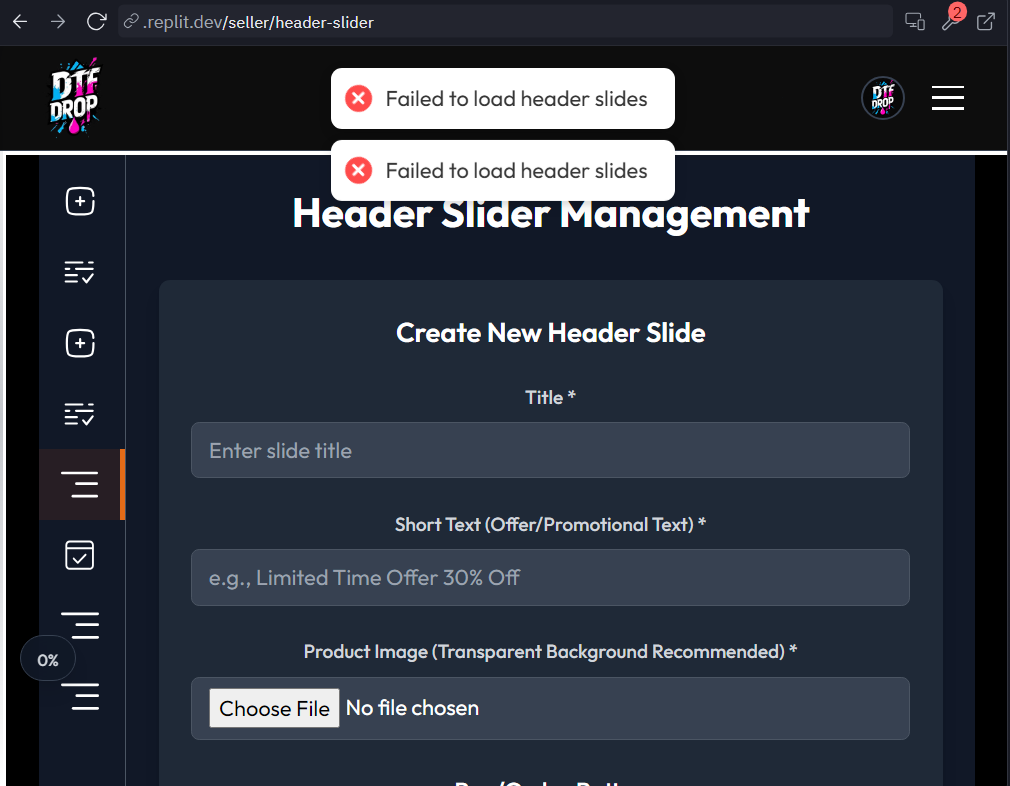 .replit.dev/seller/header-slider
2
DTF
DROP
Failed to load header slides
DTF
DROP
Failed to load header slides
Header Slider Management
Create New Header Slide
Title *
Enter slide title
Short Text (Offer/Promotional Text) *
e.g., Limited Time Offer 30% Off
0%
Product Image (Transparent Background Recommended) *
Choose File No file chosen